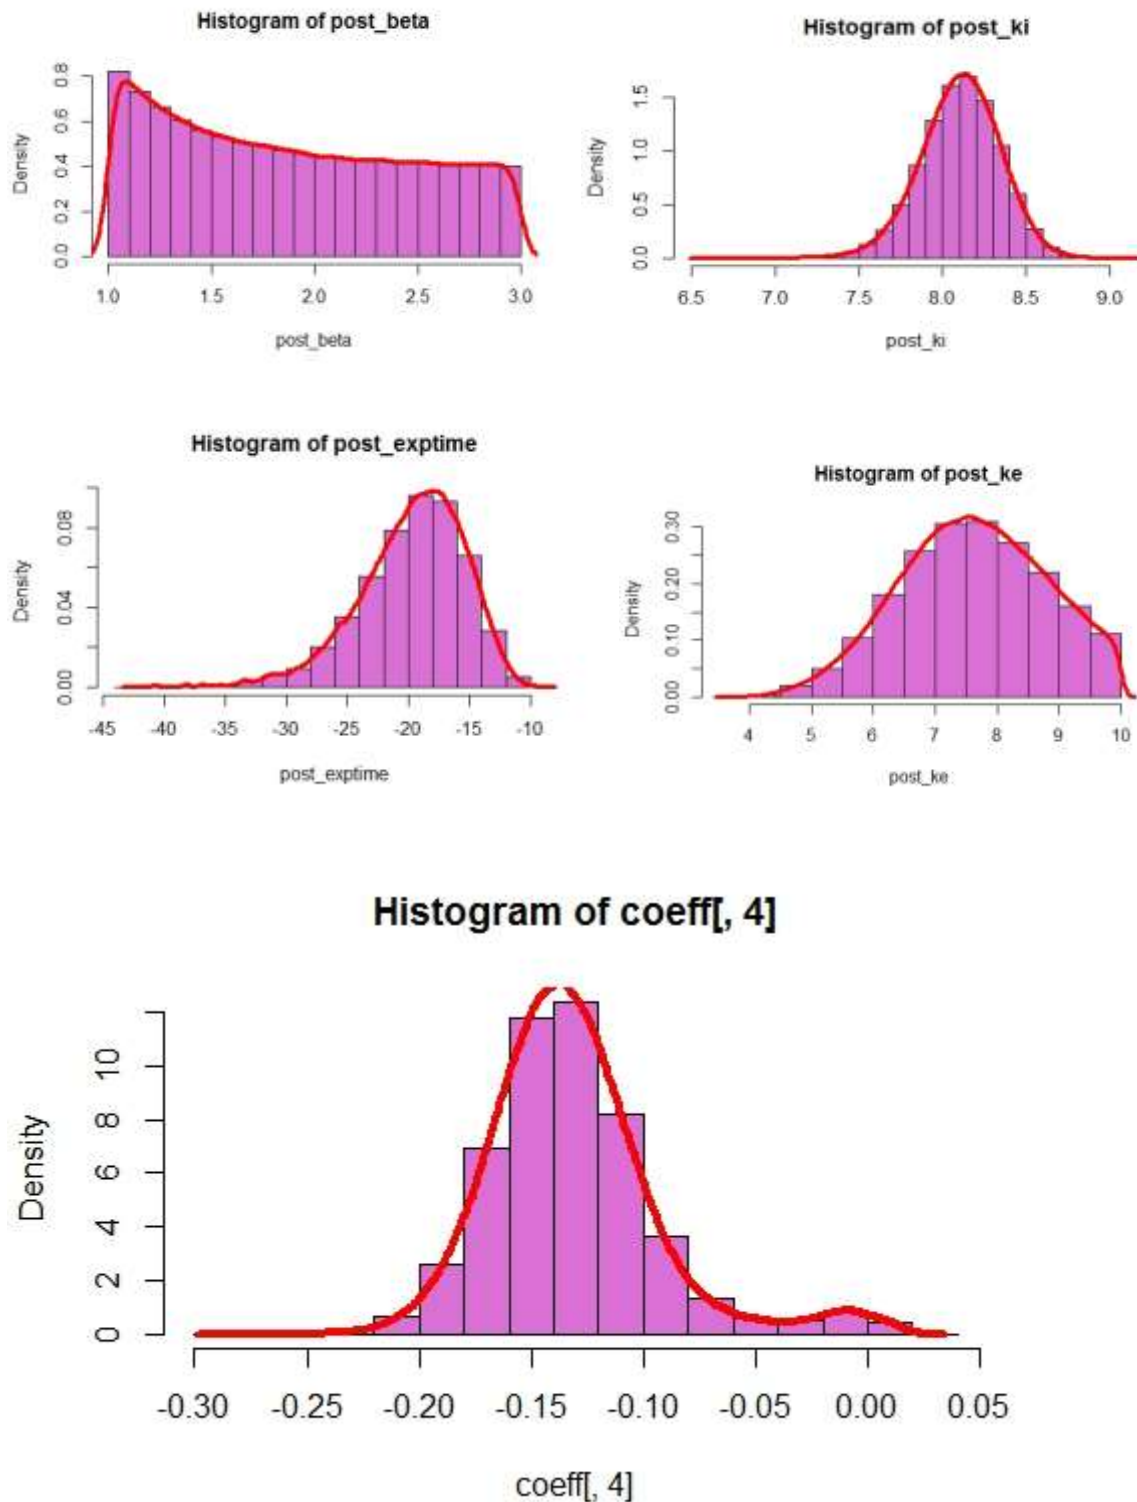 Histogram of post_beta
Density
0.0 0.2 0.4 0.6 0.8
1.0 1.5 2.0 2.5 3.0
post_beta
Histogram of post_ki
Density
0.0 0.5 1.0 1.5
6.5 7.0 7.5 8.0 8.5 9.0
post_ki
Histogram of post_exptime
Density
0.00 0.04 0.08
-45 -40 -35 -30 -25 -20 -15 -10
post_exptime
Histogram of post_ke
Density
0.00 0.10 0.20 0.30
4 5 6 7 8 9 10
post_ke
Histogram of coeff[, 4]
Density
0 2 4 6 8 10
-0.30 -0.25 -0.20 -0.15 -0.10 -0.05 0.00 0.05
coeff[, 4]